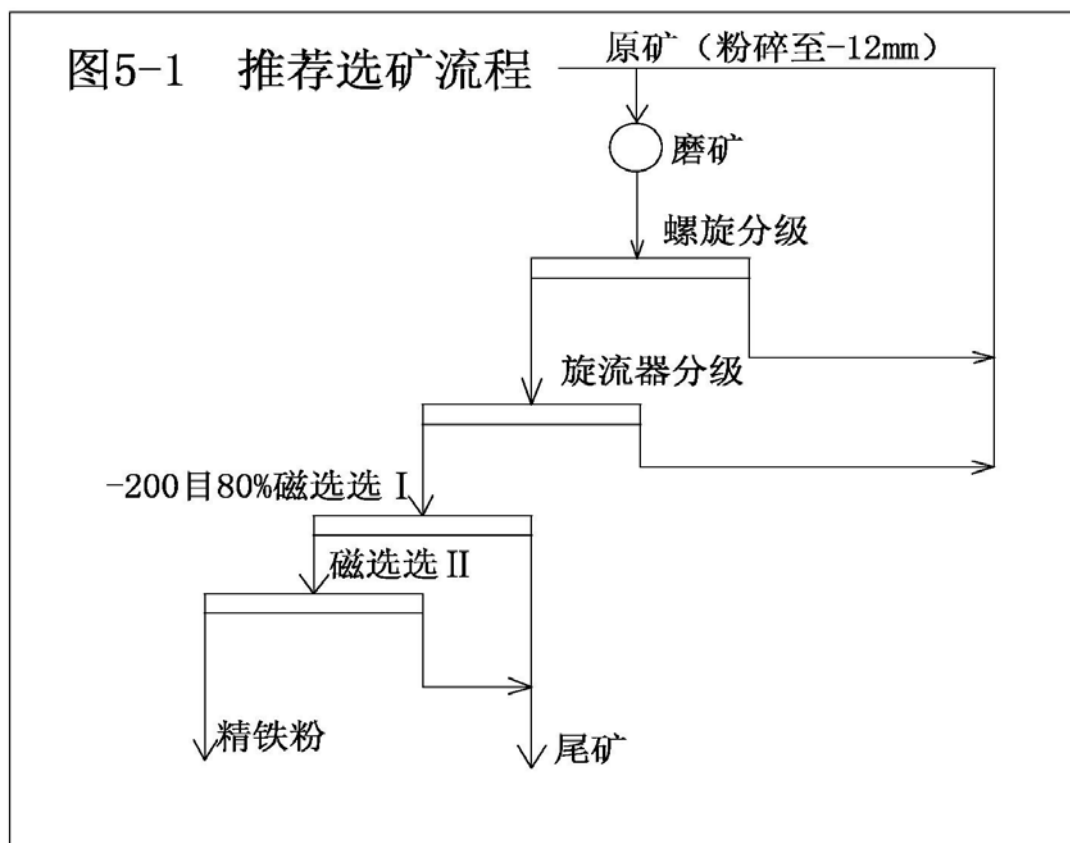 原矿（粉碎至-12mm）
图5-1 推荐选矿流程
磨矿
螺旋分级
旋流器分级
-200目80%磁选选Ⅰ
磁选选Ⅱ
精铁粉
尾矿